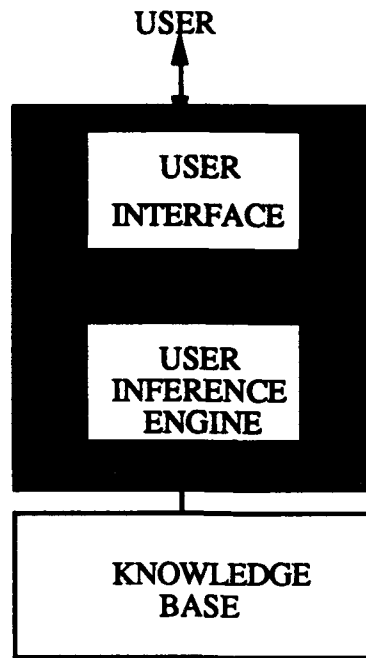 USER
USER
INTERFACE
USER
INFERENCE
ENGINE
KNOWLEDGE
BASE